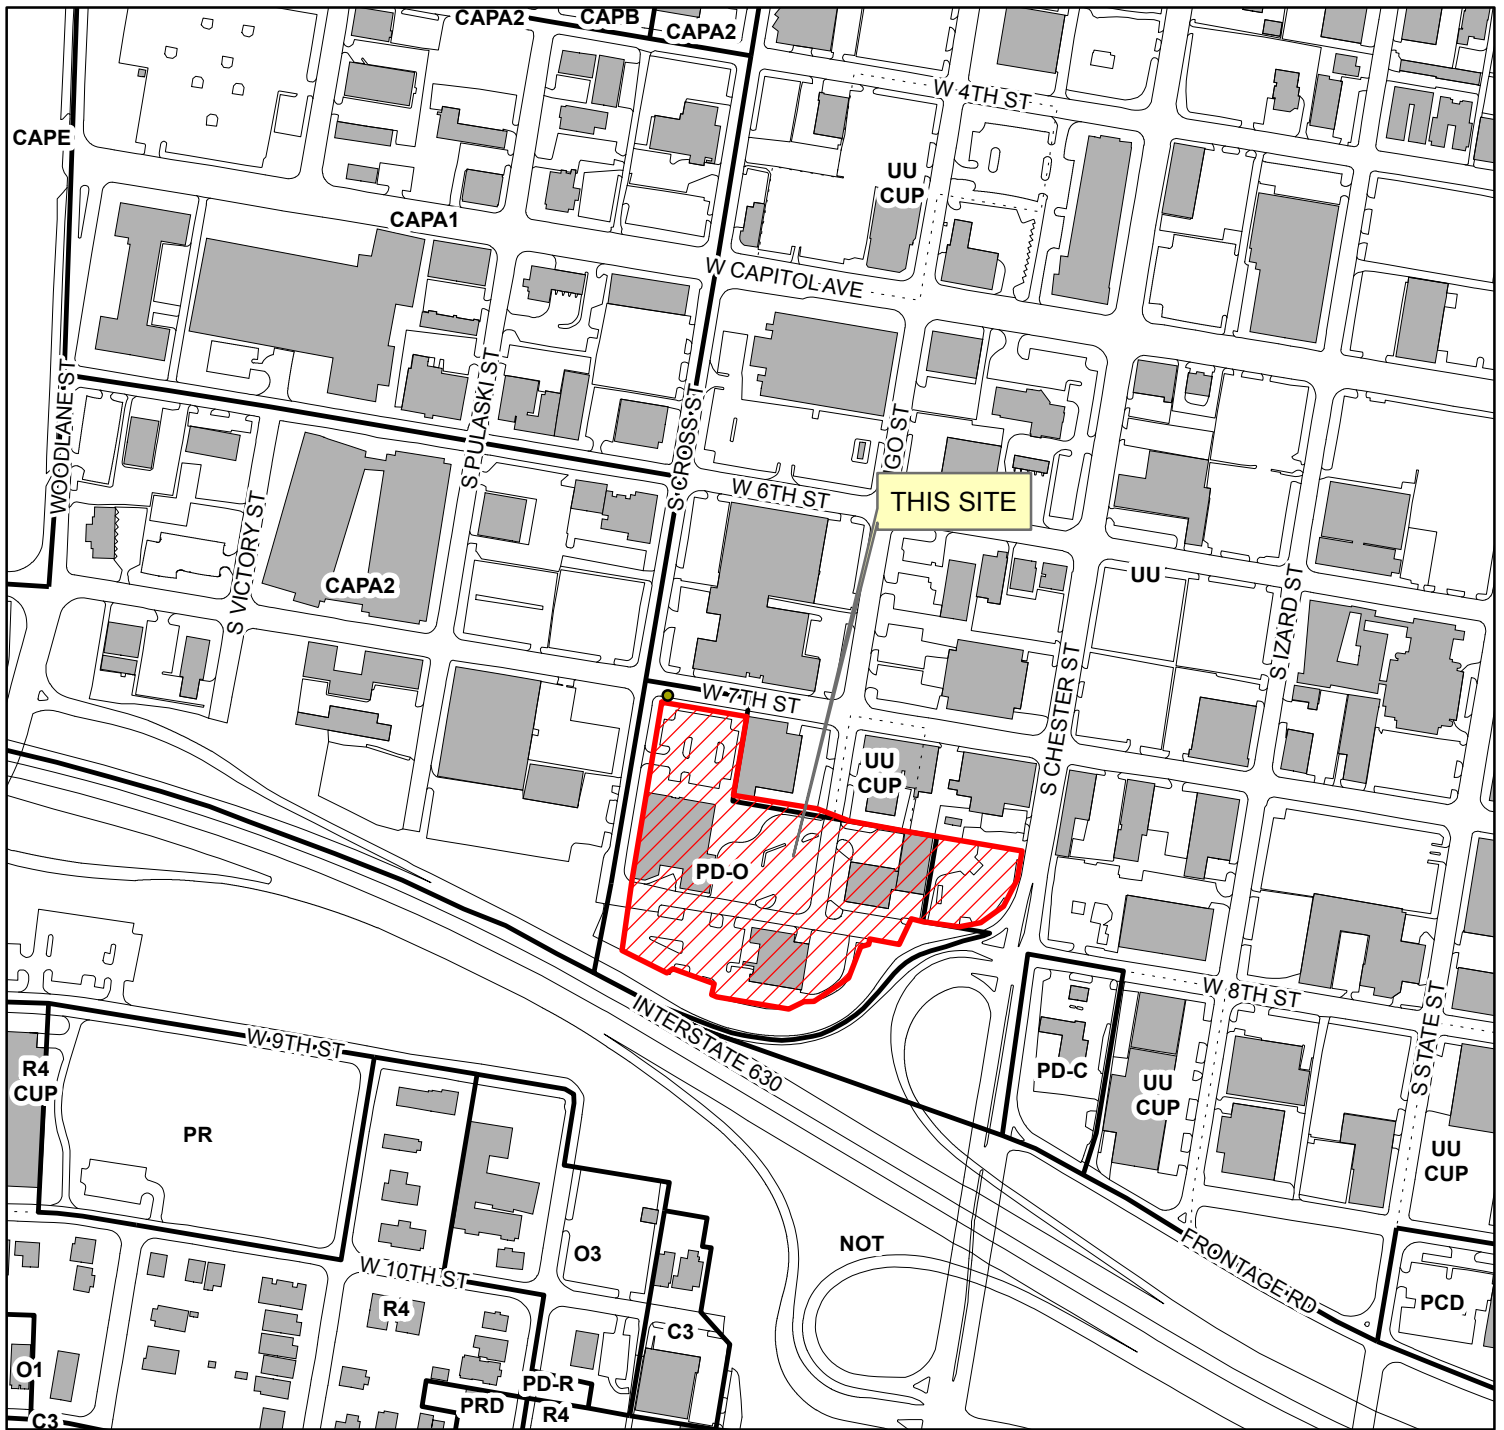 CAPA2
CAPB
CAPA2
W 4TH ST
CAPE
UU
CUP
CAPA1
W CAPITOL AVE
WOODLANE ST
S PULASKI ST
S CROSS ST
GO ST
W 6TH ST
THIS SITE
S VICTORY ST
CAPA2
UU
S IZARD ST
S CHESTER ST
W 7TH ST
UU
CUP
PD-O
W 8TH ST
S STATE ST
INTERSTATE 630
W 9TH ST
R4
CUP
PD-C
UU
CUP
PR
UU
CUP
NOT
O3
FRONTAGE RD
W 10TH ST
R4
PCD
C3
O1
PD-R
PRD
R4
C3